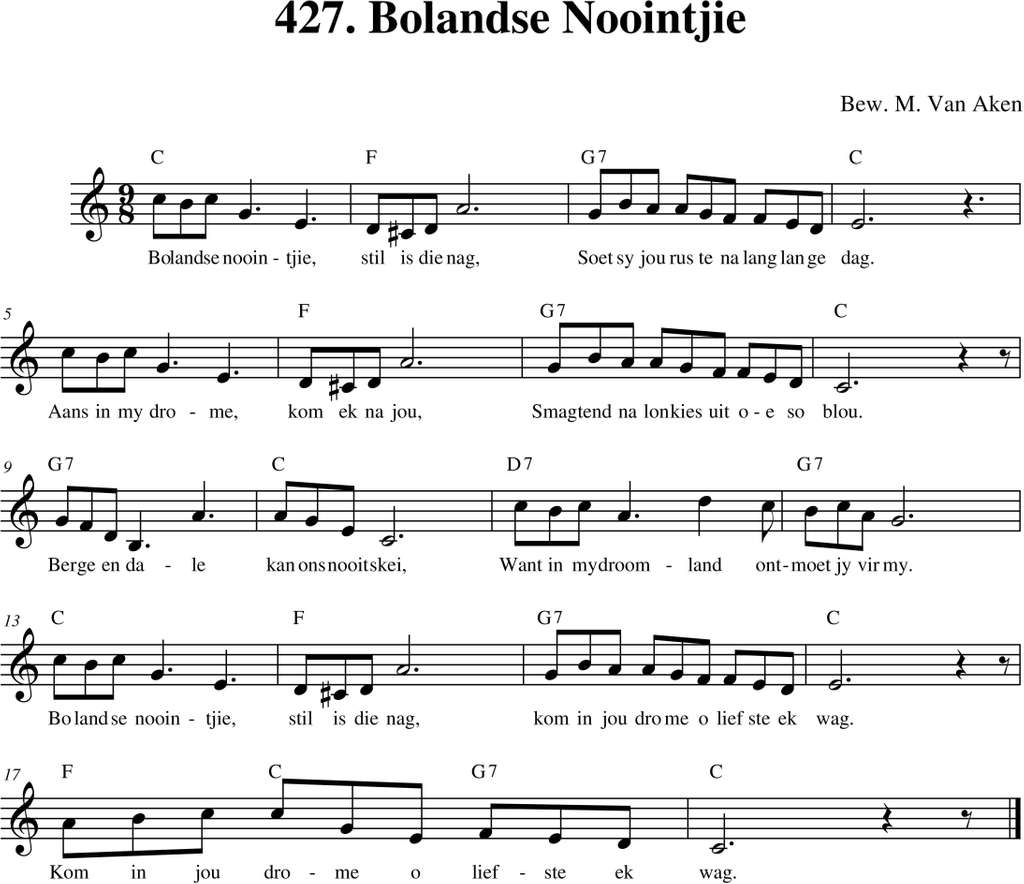 427. Bolandse Noointjie
Bew. M. Van Aken
C F G7 C
9
8
Bolandse nooin - tjie, stil is die nag, Soet sy jou rus te na lang lange dag.
5 F G7 C
Aans in my dro - me, kom ek na jou, Smagtend na lonkies uit o - e so blou.
9 G7 C D7 G7
Berge en da - le kan ons nooit skei, Want in my droom - land ont - moet jy vir my.
13 C F G7 C
Bo land se nooin - tjie, stil is die nag, kom in jou dro me o lief ste ek wag.
17 F C G7 C
Kom in jou dro - me o lief - ste ek wag.